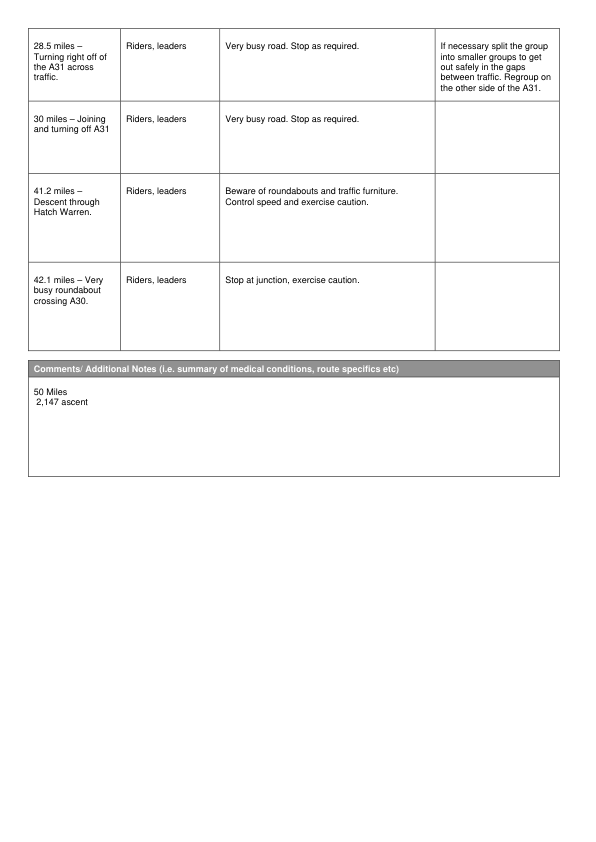 28.5 miles –
Turning right off of
the A31 across
traffic.
Riders, leaders
Very busy road. Stop as required.
If necessary split the group
into smaller groups to get
out safely in the gaps
between traffic. Regroup on
the other side of the A31.
30 miles – Joining
and turning off A31
Riders, leaders
Very busy road. Stop as required.
41.2 miles –
Descent through
Hatch Warren.
Riders, leaders
Beware of roundabouts and traffic furniture.
Control speed and exercise caution.
42.1 miles – Very
busy roundabout
crossing A30.
Riders, leaders
Stop at junction, exercise caution.
Comments/ Additional Notes (i.e. summary of medical conditions, route specifics etc)
50 Miles
2,147 ascent